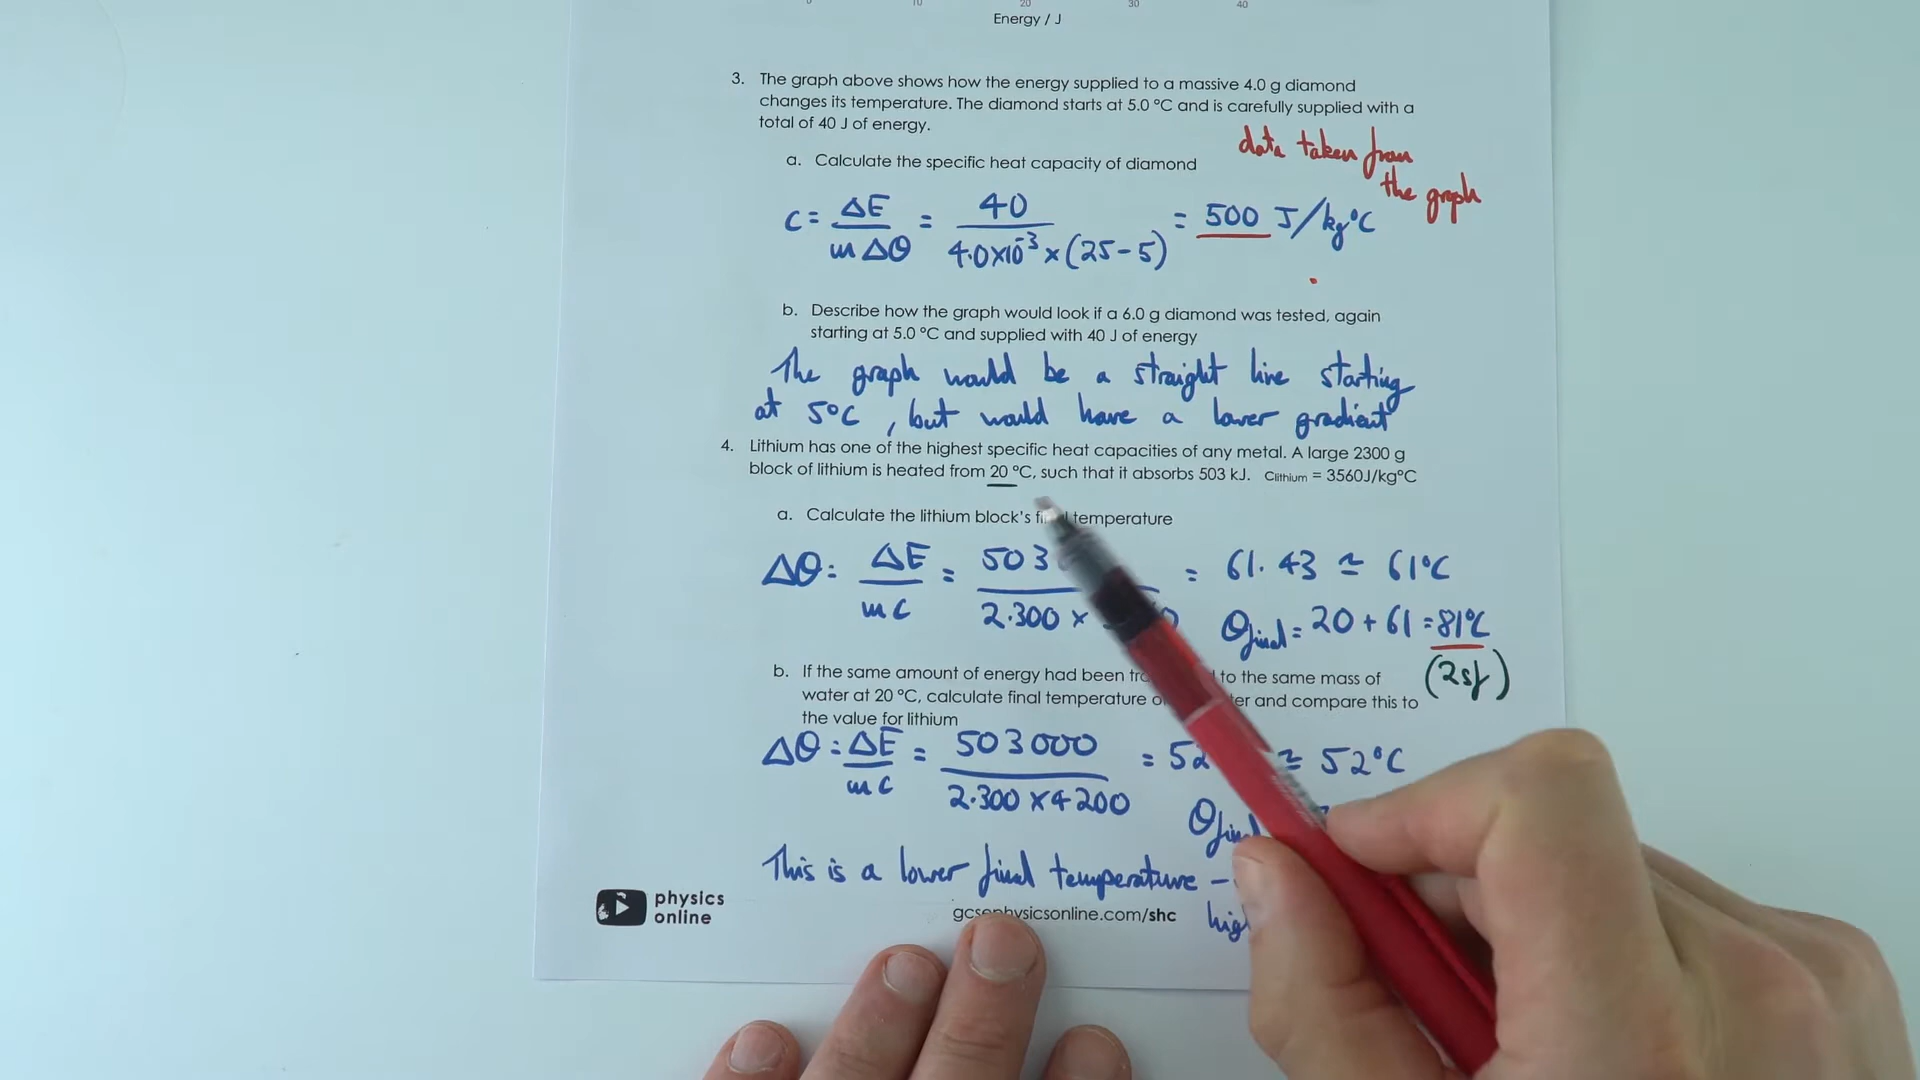 0 10 20 30 40
Energy / J
3. The graph above shows how the energy supplied to a massive 4.0 g diamond
changes its temperature. The diamond starts at 5.0 °C and is carefully supplied with a
total of 40 J of energy.
data taken from
the graph
a. Calculate the specific heat capacity of diamond
c = ΔE / mΔθ = 40 / 4.0×10⁻³ × (25-5) = 500 J/kg°C
b. Describe how the graph would look if a 6.0 g diamond was tested, again
starting at 5.0 °C and supplied with 40 J of energy
The graph would be a straight line starting
at 5°C, but would have a lower gradient
4. Lithium has one of the highest specific heat capacities of any metal. A large 2300 g
block of lithium is heated from 20 °C, such that it absorbs 503 kJ. Clithium = 3560J/kg°C
a. Calculate the lithium block's temperature
Δθ = ΔE / mc = 503 / 2.300 × = 61.43 ≃ 61°C
θfinal = 20 + 61 = 81°C
(2sf)
b. If the same amount of energy had been to the same mass of
water at 20 °C, calculate final temperature and compare this to
the value for lithium
Δθ = ΔE / mc = 503000 / 2.300 × 4200 = 52 ≃ 52°C
This is a lower final temperature –
physics
online
gcsephysicsonline.com/shc